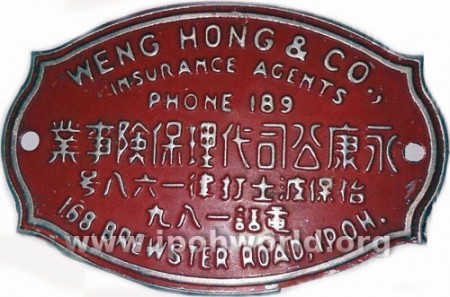 WENG HONG & CO.,
INSURANCE AGENTS
PHONE 189
永康公司代理保險事業
怡保波士打律一六八号
電話一八九
168 BREWSTER ROAD, IPOH.
www.ipohworld.org